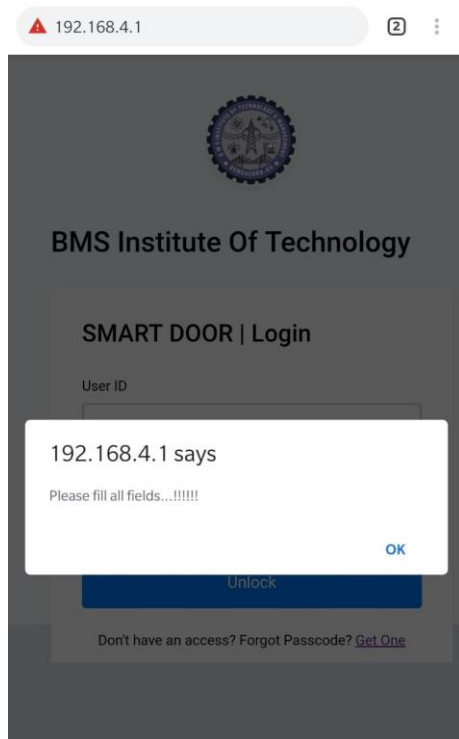 192.168.4.1
2
BMS Institute Of Technology
SMART DOOR | Login
User ID
192.168.4.1 says
Please fill all fields...!!!!!!
OK
Unlock
Don't have an access? Forgot Passcode? Get One